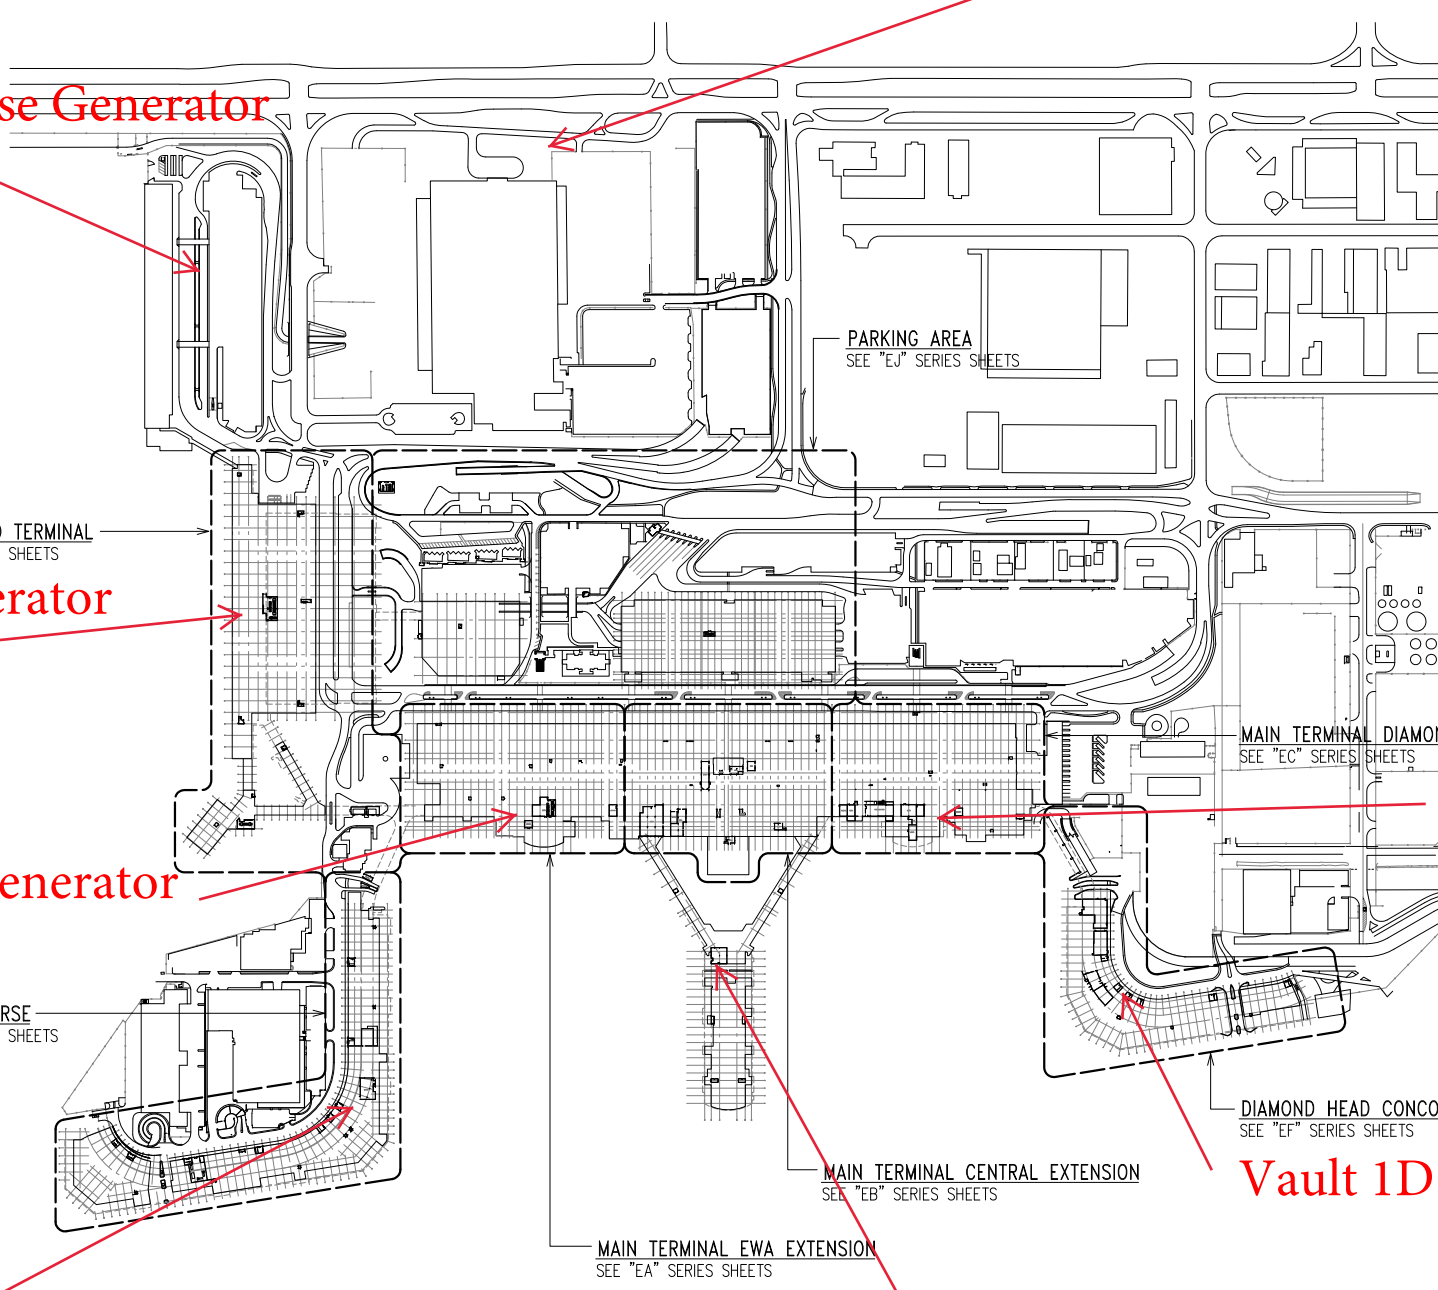 se Generator
PARKING AREA
SEE "EJ" SERIES SHEETS
TERMINAL
SHEETS
erator
MAIN TERMINAL DIAMON
SEE "EC" SERIES SHEETS
enerator
RSE
SHEETS
DIAMOND HEAD CONCO
SEE "EF" SERIES SHEETS
Vault 1D
MAIN TERMINAL CENTRAL EXTENSION
SEE "EB" SERIES SHEETS
MAIN TERMINAL EWA EXTENSION
SEE "EA" SERIES SHEETS